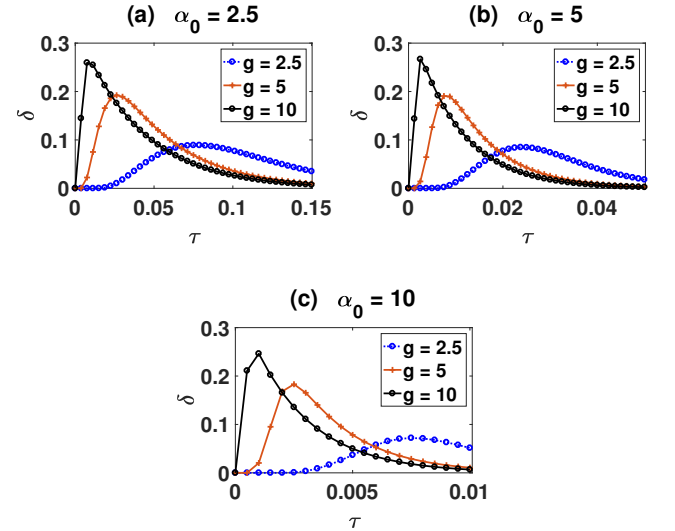 (a) α0 = 2.5
δ
0.3
0.2
0.1
0
g = 2.5
g = 5
g = 10
0 0.05 0.1 0.15
τ
(b) α0 = 5
δ
0.3
0.2
0.1
0
g = 2.5
g = 5
g = 10
0 0.02 0.04
τ
(c) α0 = 10
δ
0.3
0.2
0.1
0
g = 2.5
g = 5
g = 10
0 0.005 0.01
τ